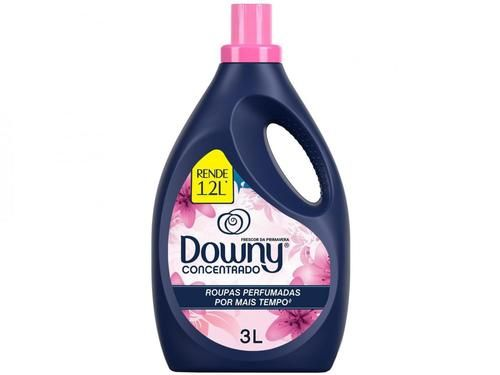 RENDE
12L*
FRESCOR DA PRIMAVERA
Downy®
CONCENTRADO
ROUPAS PERFUMADAS
POR MAIS TEMPO²
3L